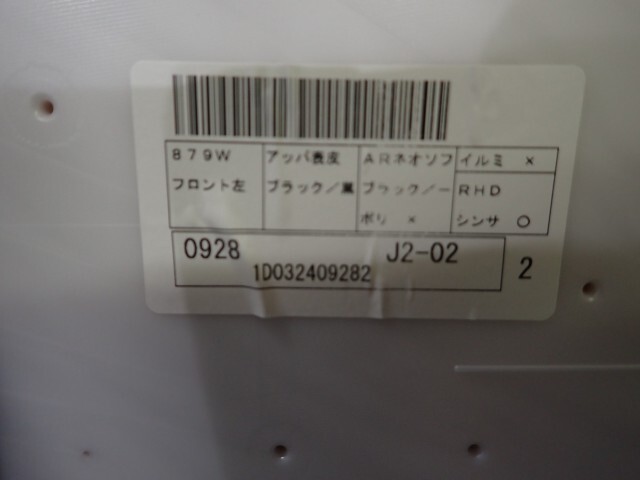 879W アッパ表皮 ARネオソフ イルミ ×
フロント左 ブラック／黒 ブラック／ー RHD
ポリ × シンサ ○
0928 J2-02
1D032409282 2